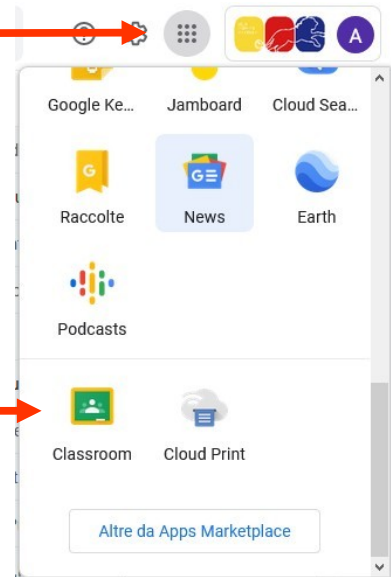 A
Google Ke... Jamboard Cloud Sea...
Raccolte News Earth
Podcasts
Classroom Cloud Print
Altre da Apps Marketplace